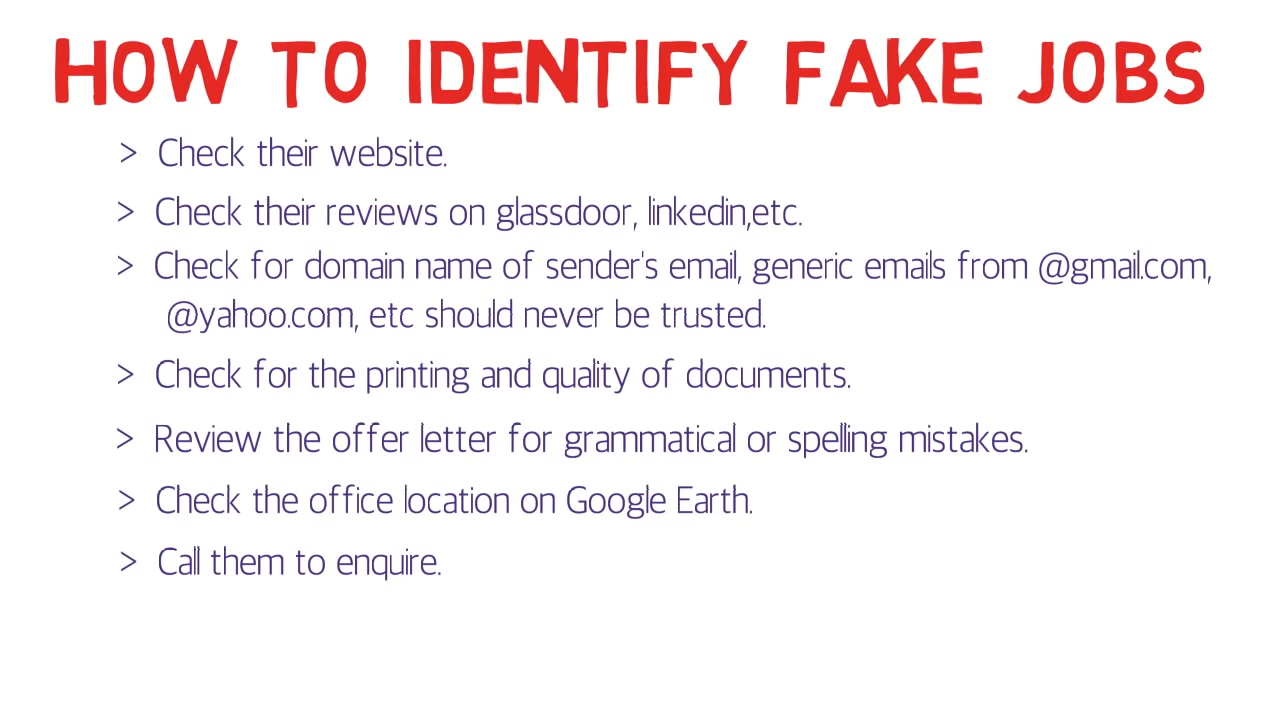 HOW TO IDENTIFY FAKE JOBS
> Check their website.
> Check their reviews on glassdoor, linkedin,etc.
> Check for domain name of sender's email, generic emails from @gmail.com,
@yahoo.com, etc should never be trusted.
> Check for the printing and quality of documents.
> Review the offer letter for grammatical or spelling mistakes.
> Check the office location on Google Earth.
> Call them to enquire.